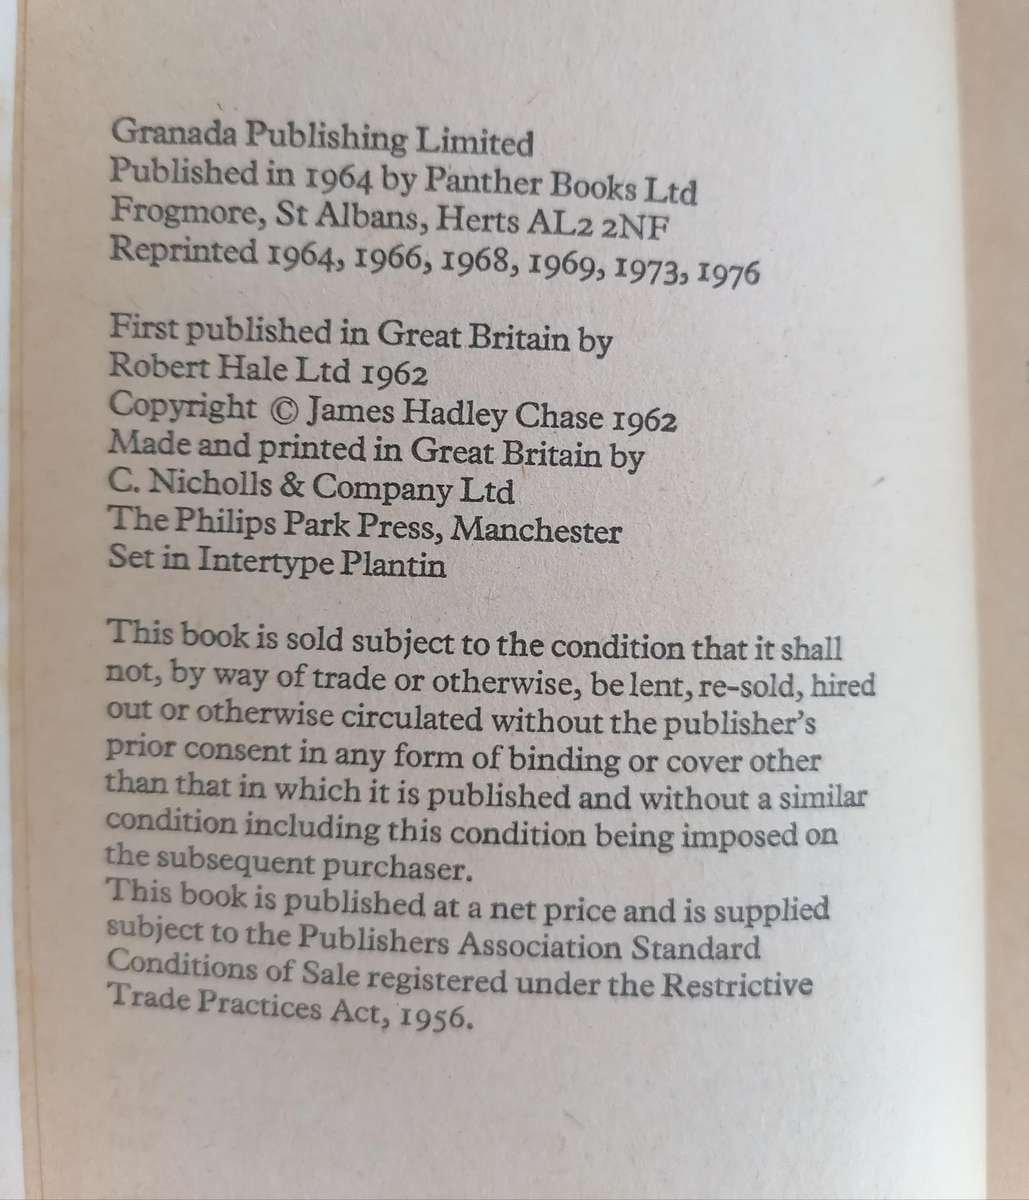 Granada Publishing Limited
Published in 1964 by Panther Books Ltd
Frogmore, St Albans, Herts AL2 2NF
Reprinted 1964, 1966, 1968, 1969, 1973, 1976
First published in Great Britain by
Robert Hale Ltd 1962
Copyright © James Hadley Chase 1962
Made and printed in Great Britain by
C. Nicholls & Company Ltd
The Philips Park Press, Manchester
Set in Intertype Plantin
This book is sold subject to the condition that it shall
not, by way of trade or otherwise, be lent, re-sold, hired
out or otherwise circulated without the publisher's
prior consent in any form of binding or cover other
than that in which it is published and without a similar
condition including this condition being imposed on
the subsequent purchaser.
This book is published at a net price and is supplied
subject to the Publishers Association Standard
Conditions of Sale registered under the Restrictive
Trade Practices Act, 1956.